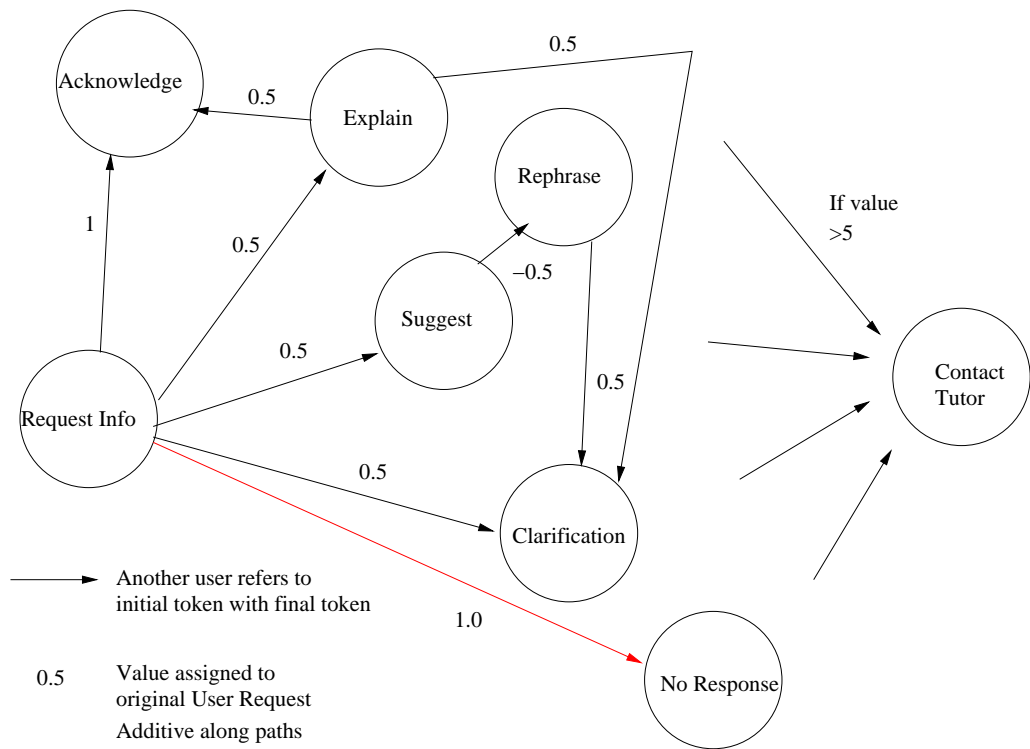 0.5
Acknowledge
0.5
Explain
Rephrase
If value
>5
1
0.5
−0.5
Suggest
0.5
0.5
Contact
Tutor
Request Info
0.5
Clarification
Another user refers to
initial token with final token
1.0
0.5
Value assigned to
original User Request
Additive along paths
No Response